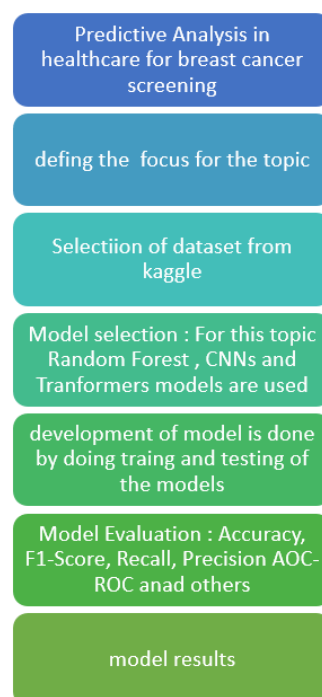 Predictive Analysis in
healthcare for breast cancer
screening
defing the focus for the topic
Selectiion of dataset from
kaggle
Model selection : For this topic
Random Forest , CNNs and
Tranformers models are used
development of model is done
by doing traing and testing of
the models
Model Evaluation : Accuracy,
F1-Score, Recall, Precision AOC-
ROC anad others
model results